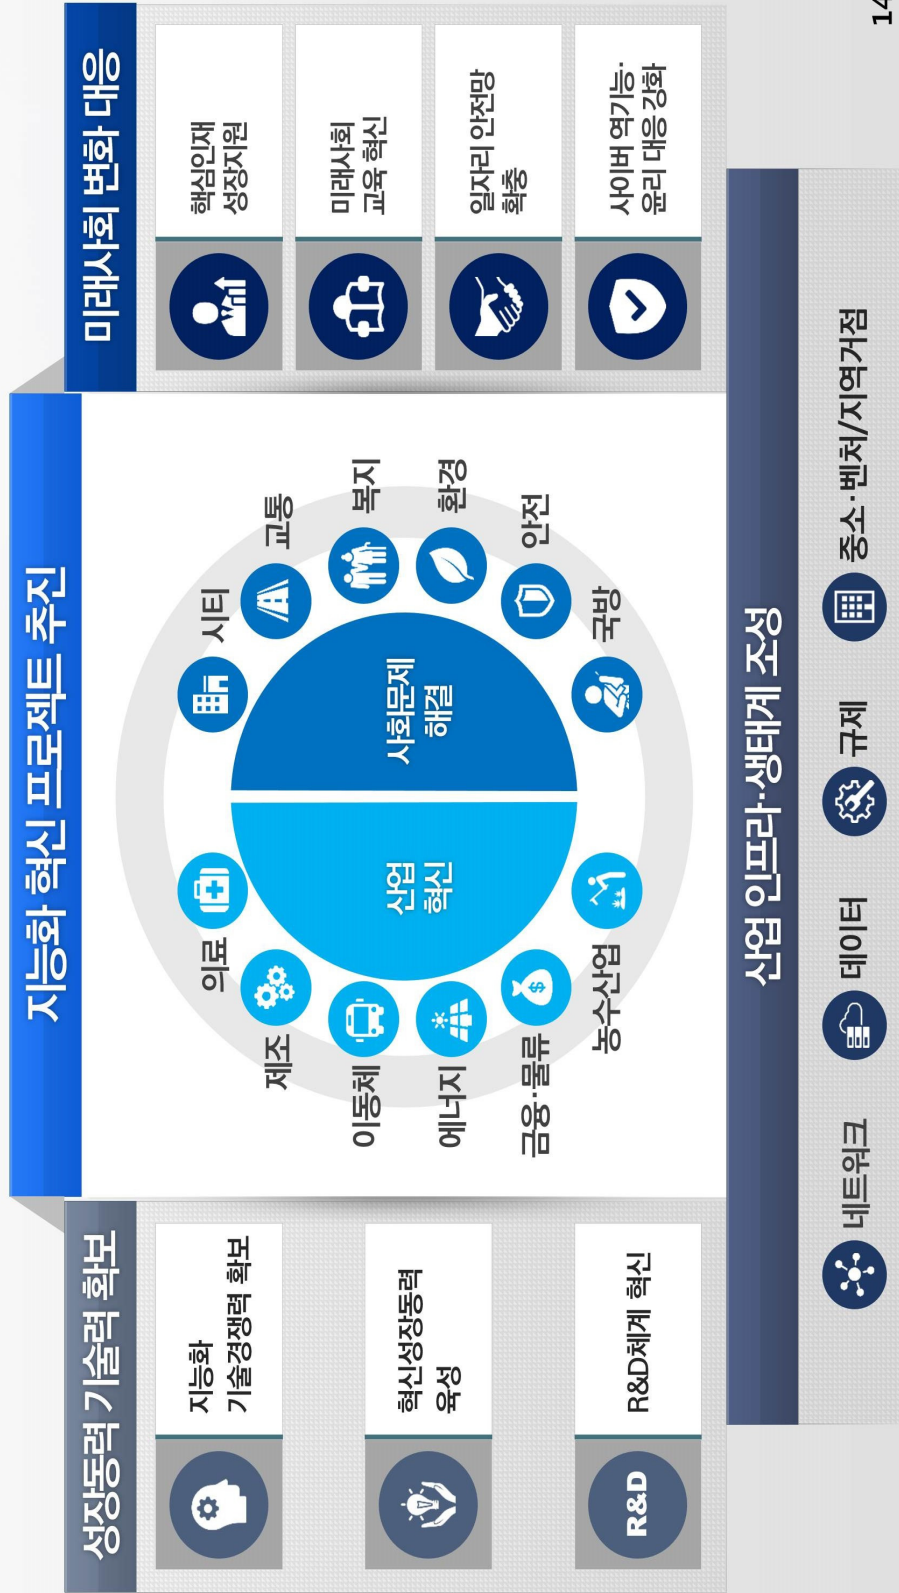 지능화 혁신 프로젝트 추진
성장동력 기술력 확보
지능화
기술경쟁력 확보
혁신성장동력
육성
R&D
R&D체계 혁신
의료
제조
이동체
에너지
금융·물류
농수산업
산업
혁신
사회문제
해결
시티
교통
복지
환경
안전
국방
미래사회 변화 대응
핵심인재
성장지원
미래사회
교육 혁신
일자리 안전망
확충
사이버 역기능·
윤리 대응 강화
산업 인프라·생태계 조성
네트워크
데이터
규제
중소·벤처/지역거점
14